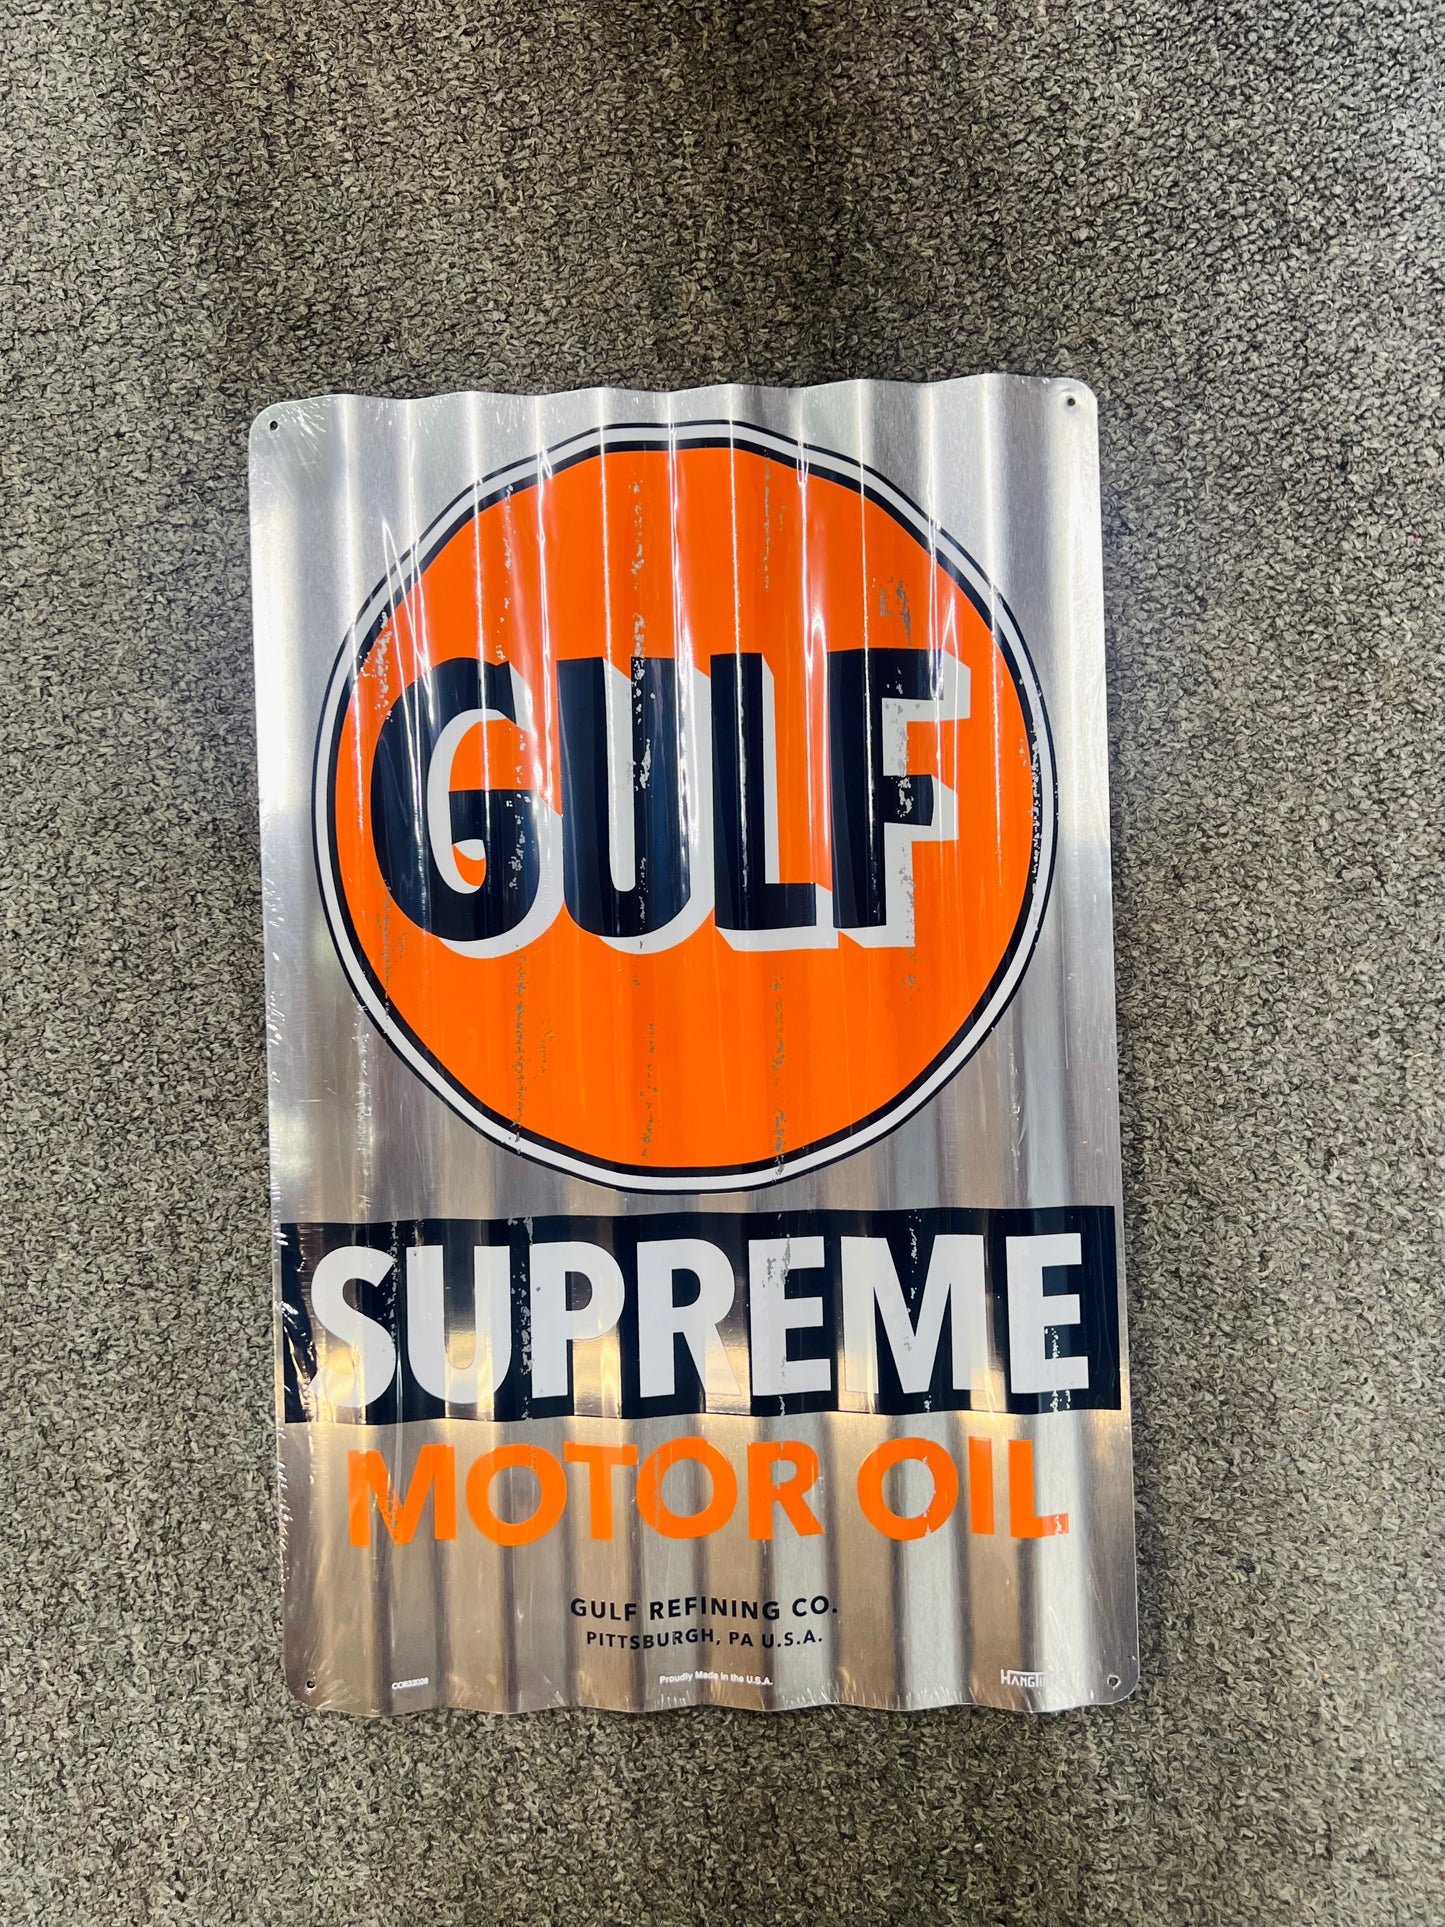 GULF
SUPREME
MOTOR OIL
GULF REFINING CO.
PITTSBURGH, PA U.S.A.
Proudly Made in the U.S.A.